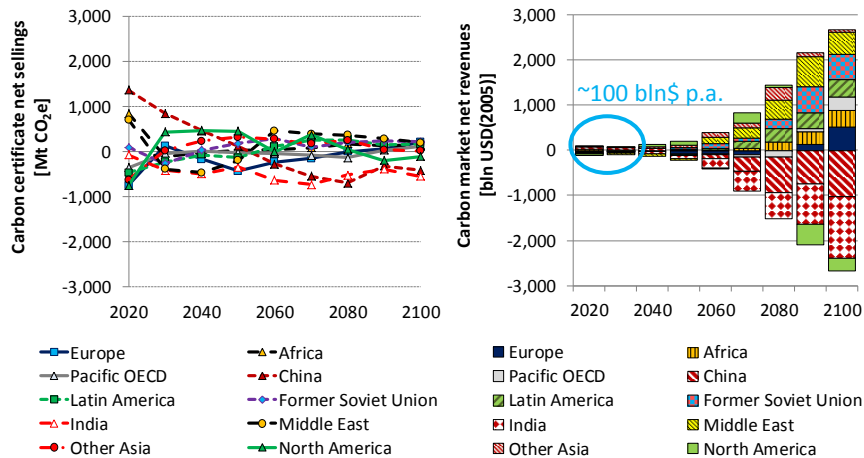 Carbon certificate net sellings
[Mt CO₂e]
3,000
2,000
1,000
0
-1,000
-2,000
-3,000
2020 2040 2060 2080 2100
Europe Africa
Pacific OECD China
Latin America Former Soviet Union
India Middle East
Other Asia North America
Carbon market net revenues
[bln USD(2005)]
3,000
2,000
1,000
0
-1,000
-2,000
-3,000
~100 bln$ p.a.
2020 2040 2060 2080 2100
Europe Africa
Pacific OECD China
Latin America Former Soviet Union
India Middle East
Other Asia North America